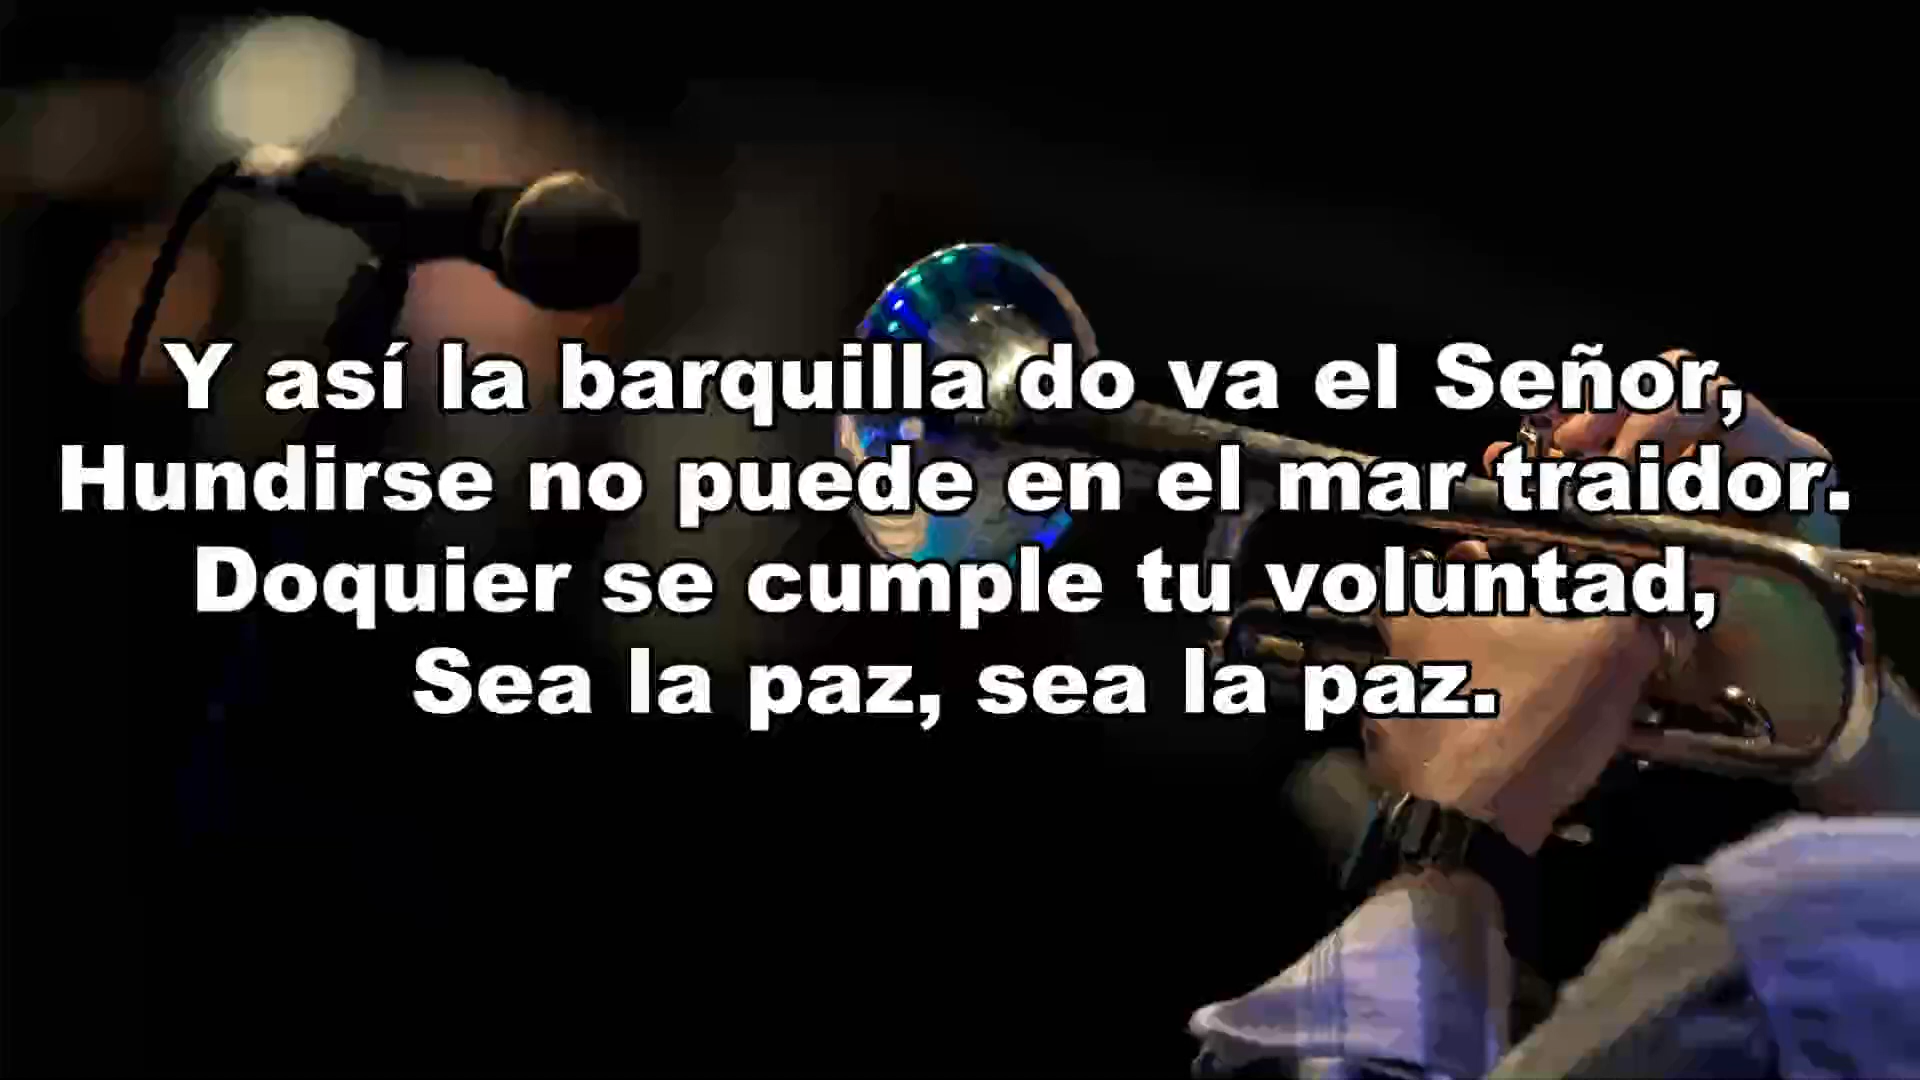 Y así la barquilla do va el Señor,
Hundirse no puede en el mar traidor.
Doquier se cumple tu voluntad,
Sea la paz, sea la paz.